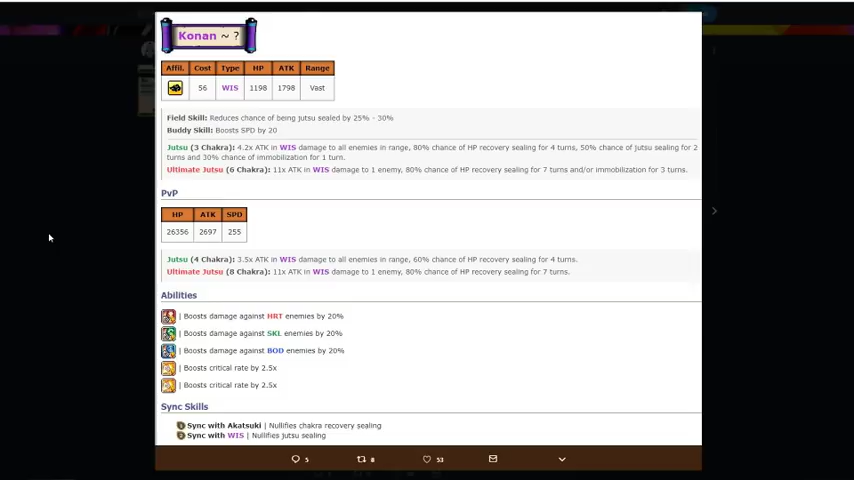 Konan ~ ?
Affil. Cost Type HP ATK Range
56 WIS 1198 1798 Vast
Field Skill: Reduces chance of being jutsu sealed by 25% - 30%
Buddy Skill: Boosts SPD by 20
Jutsu (3 Chakra): 4.2x ATK in WIS damage to all enemies in range, 80% chance of HP recovery sealing for 4 turns, 50% chance of jutsu sealing for 2
turns and 30% chance of immobilization for 1 turn.
Ultimate Jutsu (6 Chakra): 11x ATK in WIS damage to 1 enemy, 80% chance of HP recovery sealing for 7 turns and/or immobilization for 3 turns.
PvP
HP ATK SPD
26356 2697 255
Jutsu (4 Chakra): 3.5x ATK in WIS damage to all enemies in range, 60% chance of HP recovery sealing for 4 turns.
Ultimate Jutsu (8 Chakra): 11x ATK in WIS damage to 1 enemy, 80% chance of HP recovery sealing for 7 turns.
Abilities
| Boosts damage against HRT enemies by 20%
| Boosts damage against SKL enemies by 20%
| Boosts damage against BOD enemies by 20%
| Boosts critical rate by 2.5x
| Boosts critical rate by 2.5x
Sync Skills
Sync with Akatsuki | Nullifies chakra recovery sealing
Sync with WIS | Nullifies jutsu sealing
5 8 53